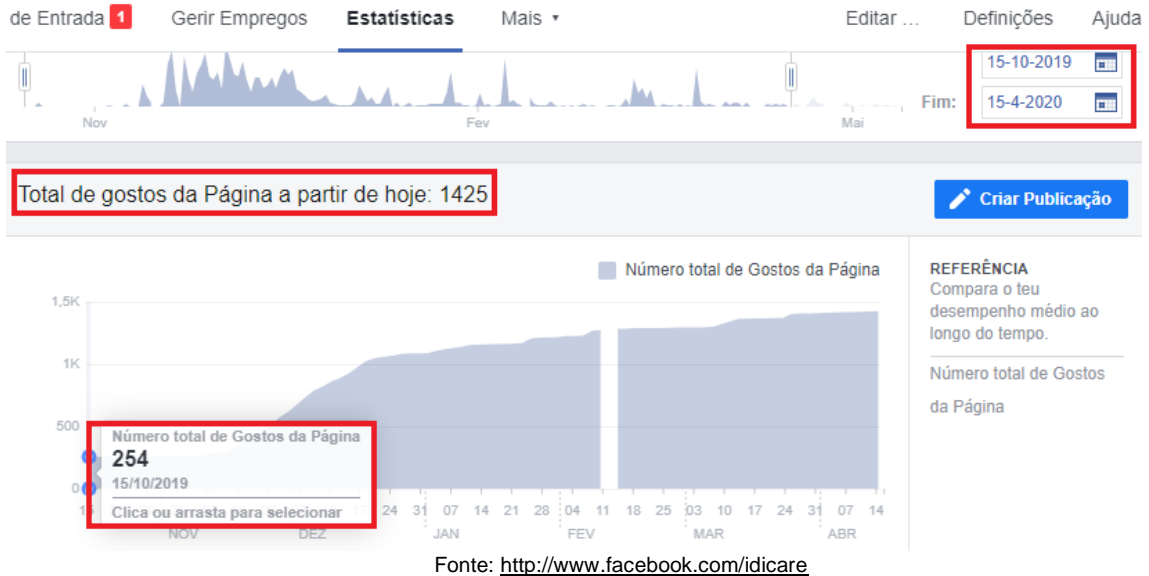 de Entrada 1 Gerir Empregos Estatísticas Mais Editar ... Definições Ajuda
15-10-2019
Fim: 15-4-2020
Nov Fev Mai
Total de gostos da Página a partir de hoje: 1425
Criar Publicação
Número total de Gostos da Página
REFERÊNCIA
Compara o teu
desempenho médio ao
longo do tempo.
Número total de Gostos
da Página
1,5K
1K
500
0
Número total de Gostos da Página
254
15/10/2019
Clica ou arrasta para selecionar
24 31 07 14 21 28 04 11 18 25 03 10 17 24 31 07 14
NOV DEZ JAN FEV MAR ABR
Fonte: http://www.facebook.com/idicare